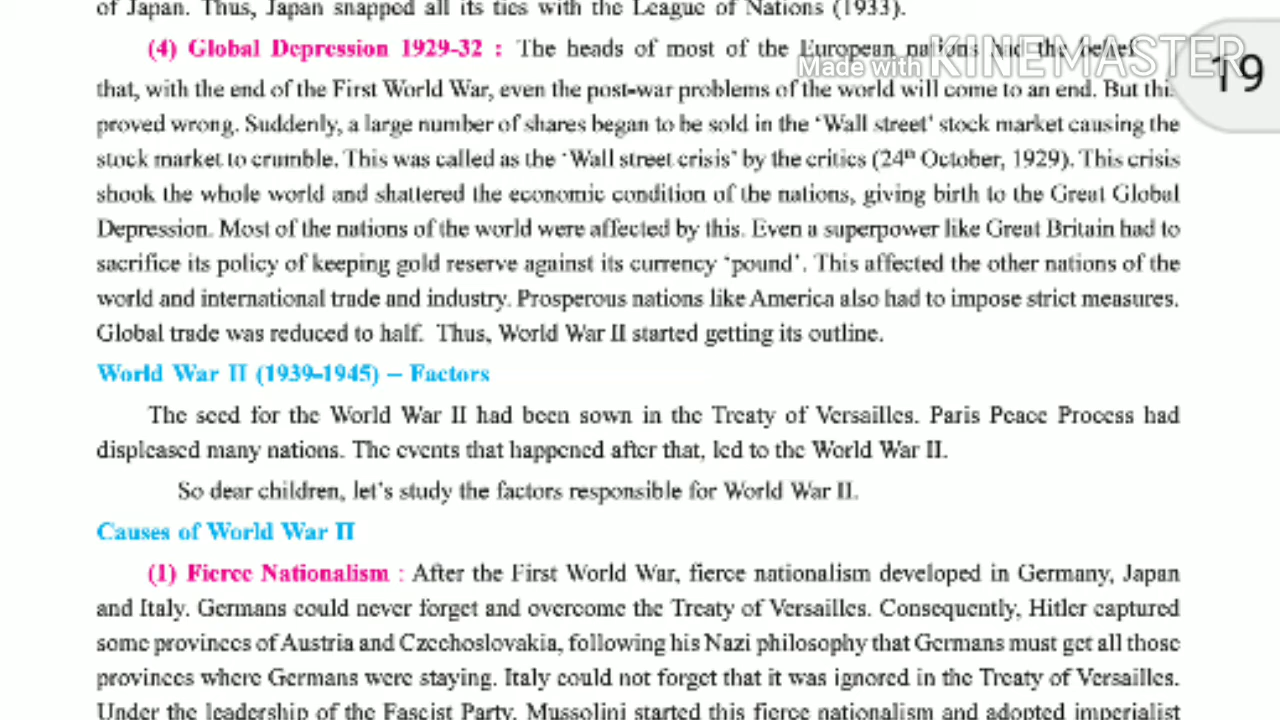 of Japan. Thus, Japan snapped all its ties with the League of Nations (1933).
(4) Global Depression 1929-32 : The heads of most of the European nations had the belief
Made with KINEMASTER
19
that, with the end of the First World War, even the post-war problems of the world will come to an end. But this
proved wrong. Suddenly, a large number of shares began to be sold in the ‘Wall street’ stock market causing the
stock market to crumble. This was called as the ‘Wall street crisis’ by the critics (24th October, 1929). This crisis
shook the whole world and shattered the economic condition of the nations, giving birth to the Great Global
Depression. Most of the nations of the world were affected by this. Even a superpower like Great Britain had to
sacrifice its policy of keeping gold reserve against its currency ‘pound’. This affected the other nations of the
world and international trade and industry. Prosperous nations like America also had to impose strict measures.
Global trade was reduced to half. Thus, World War II started getting its outline.
World War II (1939-1945) – Factors
The seed for the World War II had been sown in the Treaty of Versailles. Paris Peace Process had
displeased many nations. The events that happened after that, led to the World War II.
So dear children, let’s study the factors responsible for World War II.
Causes of World War II
(1) Fierce Nationalism : After the First World War, fierce nationalism developed in Germany, Japan
and Italy. Germans could never forget and overcome the Treaty of Versailles. Consequently, Hitler captured
some provinces of Austria and Czechoslovakia, following his Nazi philosophy that Germans must get all those
provinces where Germans were staying. Italy could not forget that it was ignored in the Treaty of Versailles.
Under the leadership of the Fascist Party, Mussolini started this fierce nationalism and adopted imperialist